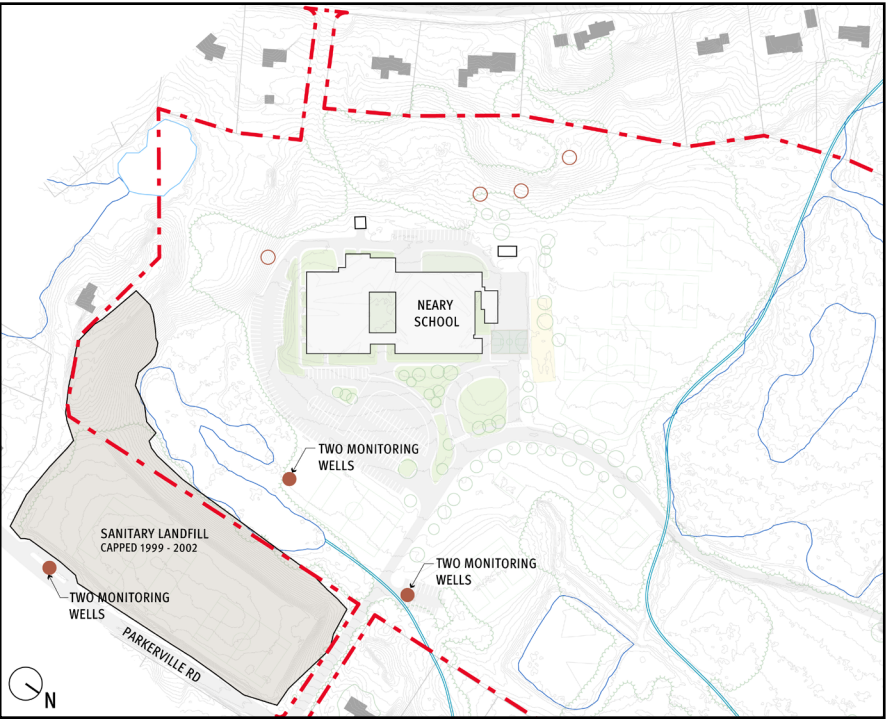 NEARY
SCHOOL
TWO MONITORING
WELLS
SANITARY LANDFILL
CAPPED 1999 - 2002
TWO MONITORING
WELLS
TWO MONITORING
WELLS
PARKERVILLE RD
N